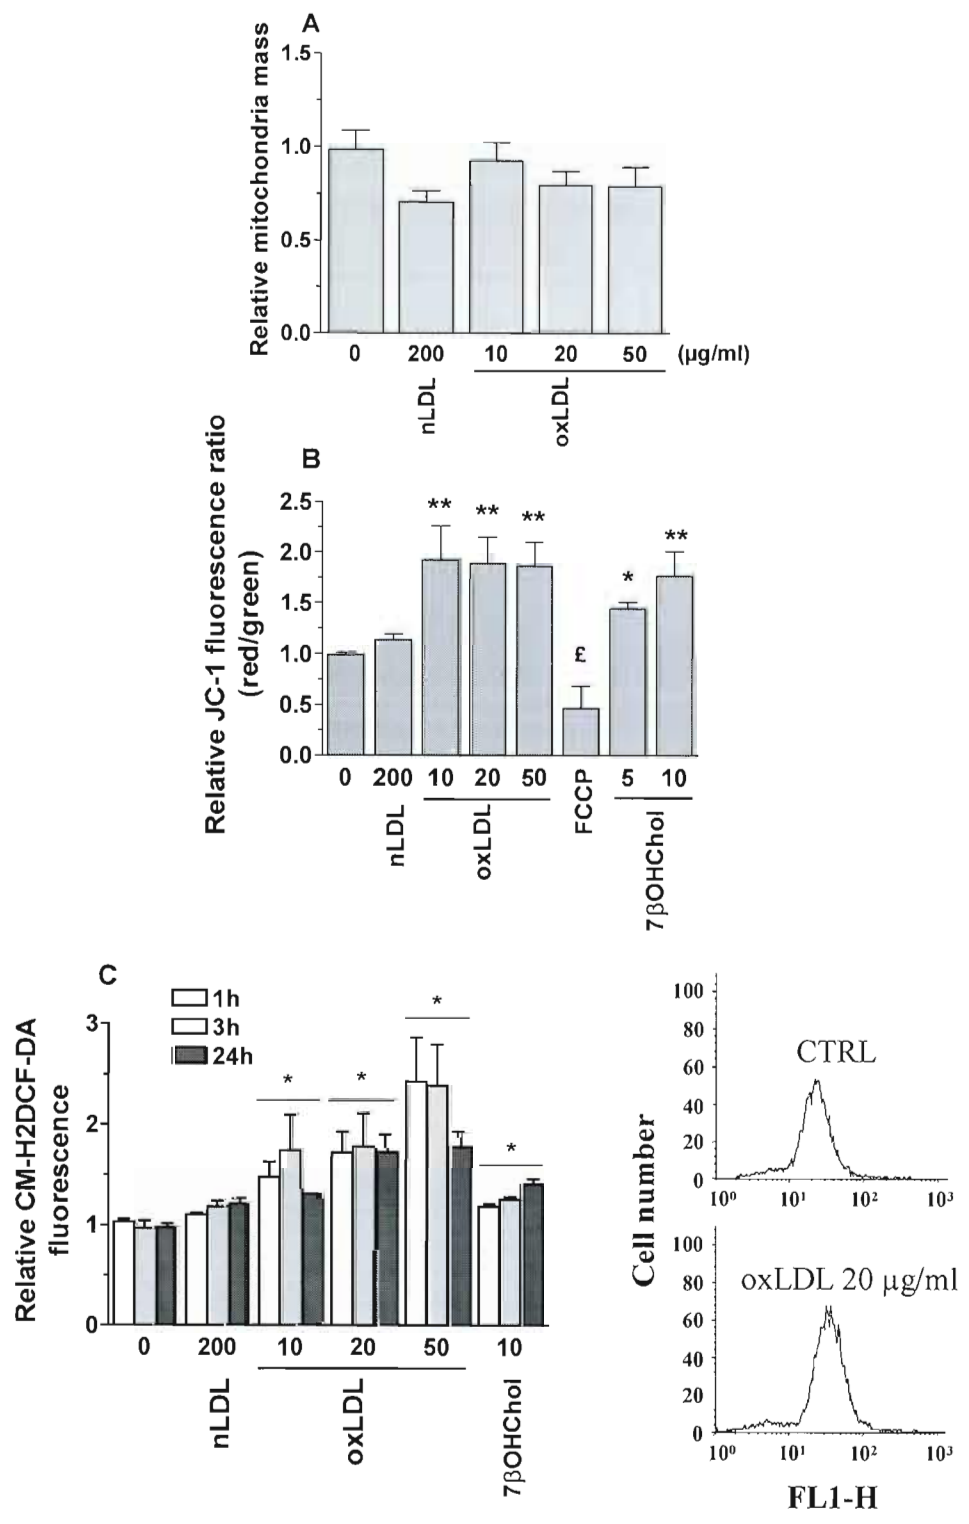 A
Relative mitochondria mass
1.5
1.0
0.5
0.0
0 200 10 20 50 (µg/ml)
nLDL
oxLDL
B
Relative JC-1 fluorescence ratio
(red/green)
2.5
2.0
1.5
1.0
0.5
0.0
** ** ** £ * **
0 200 10 20 50 5 10
nLDL
oxLDL
FCCP
7βOHChol
C
Relative CM-H2DCF-DA
fluorescence
1h
3h
24h
3
2
1
0
* * * *
0 200 10 20 50 10
nLDL
oxLDL
7βOHChol
Cell number
100
80
60
40
20
0
CTRL
10⁰ 10¹ 10² 10³
100
80
60
40
20
0
oxLDL 20 µg/ml
10⁰ 10¹ 10² 10³
FL1-H